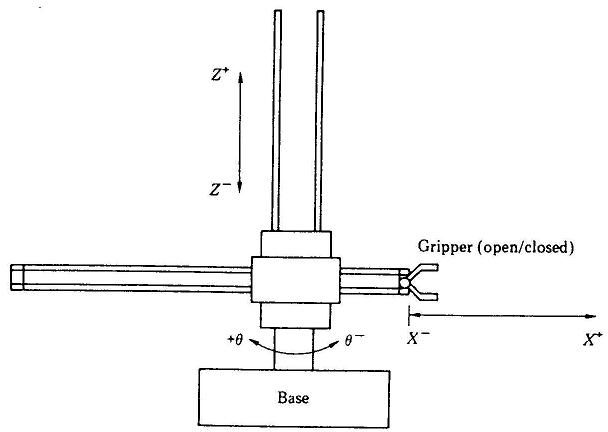 Z⁺
Z⁻
Gripper (open/closed)
+θ
θ⁻
X⁻
X⁺
Base